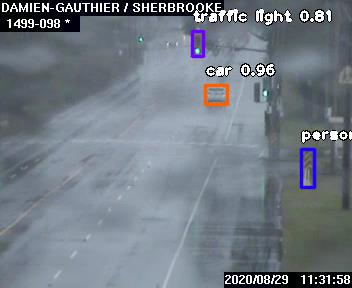 DAMIEN-GAUTHIER / SHERBROOKE
traffic light 0.81
1499-098 *
car 0.96
person
2020/08/29 11:31:58